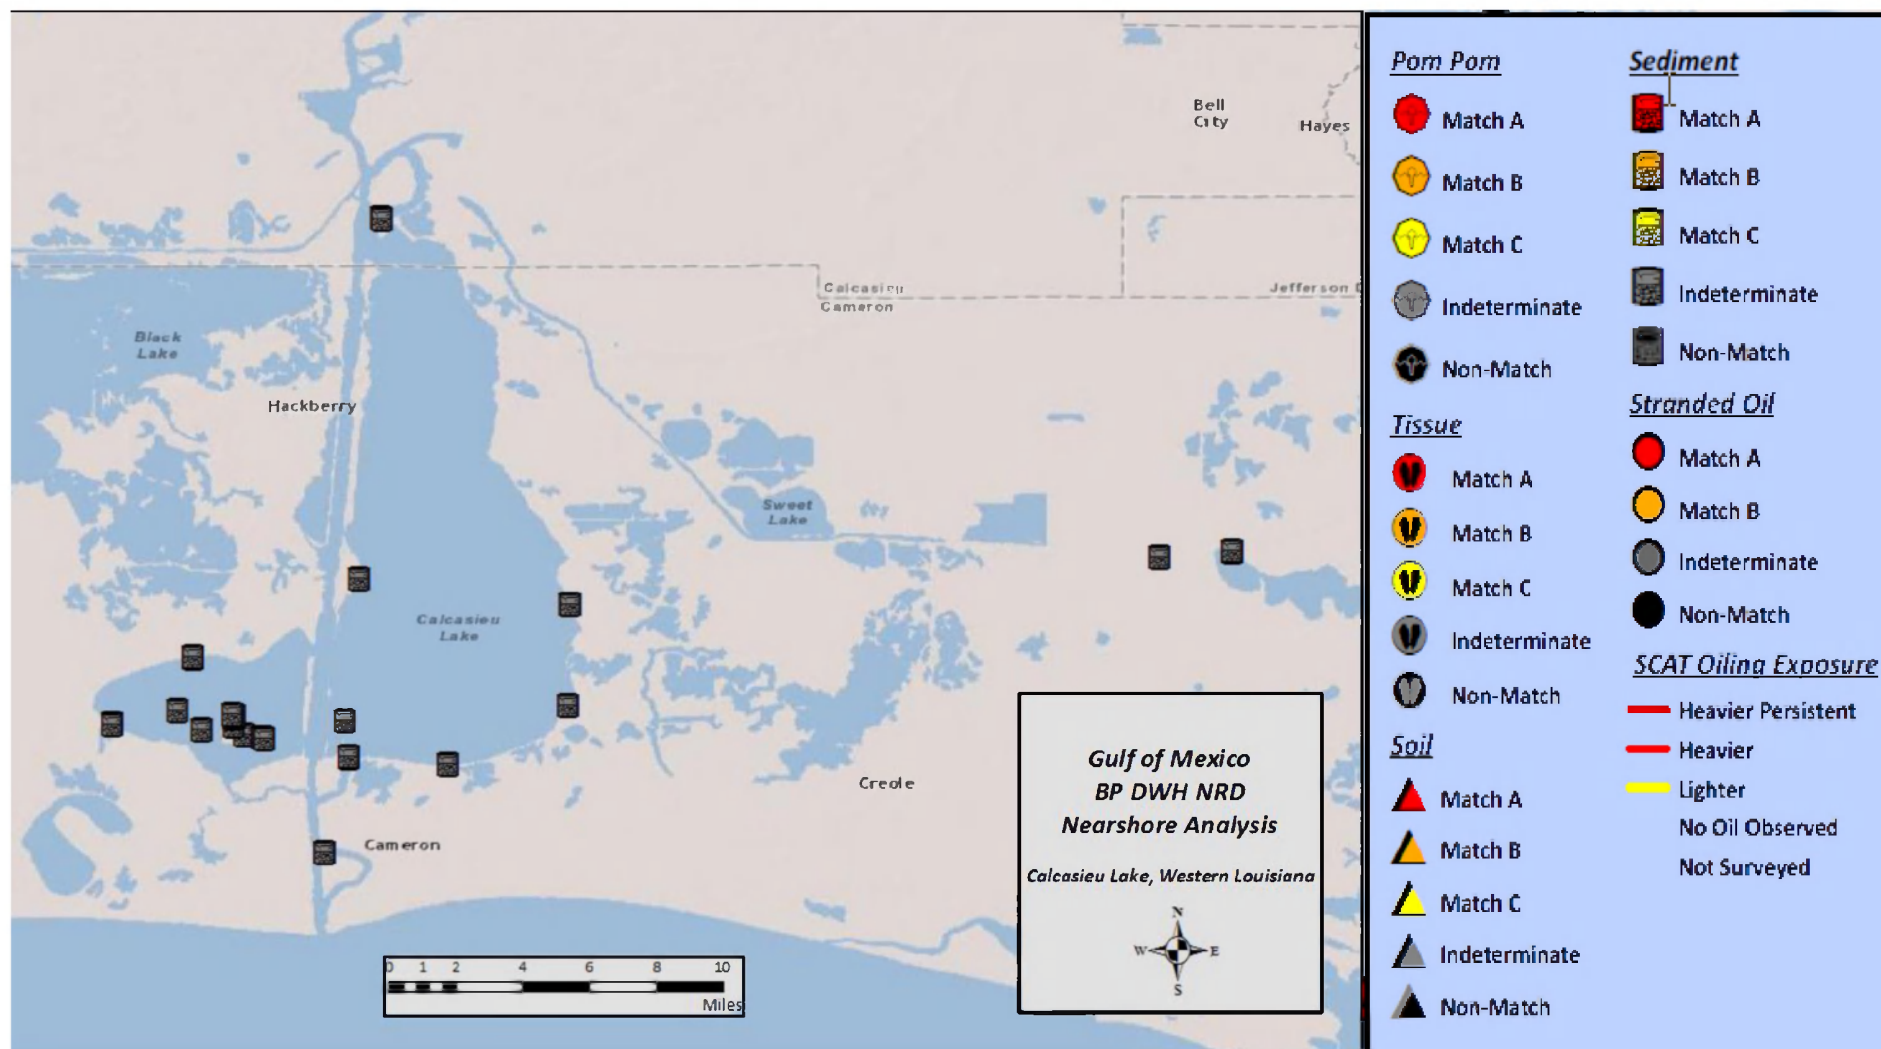 Bell
City
Hayes
Calcasieu
Cameron
Jefferson
Black
Lake
Hackberry
Sweet
Lake
Calcasieu
Lake
Creole
Cameron
0 1 2 4 6 8 10
Miles
Gulf of Mexico
BP DWH NRD
Nearshore Analysis
Calcasieu Lake, Western Louisiana
N
W E
S
Pom Pom
Match A
Match B
Match C
Indeterminate
Non-Match
Tissue
Match A
Match B
Match C
Indeterminate
Non-Match
Soil
Match A
Match B
Match C
Indeterminate
Non-Match
Sediment
Match A
Match B
Match C
Indeterminate
Non-Match
Stranded Oil
Match A
Match B
Indeterminate
Non-Match
SCAT Oiling Exposure
Heavier Persistent
Heavier
Lighter
No Oil Observed
Not Surveyed